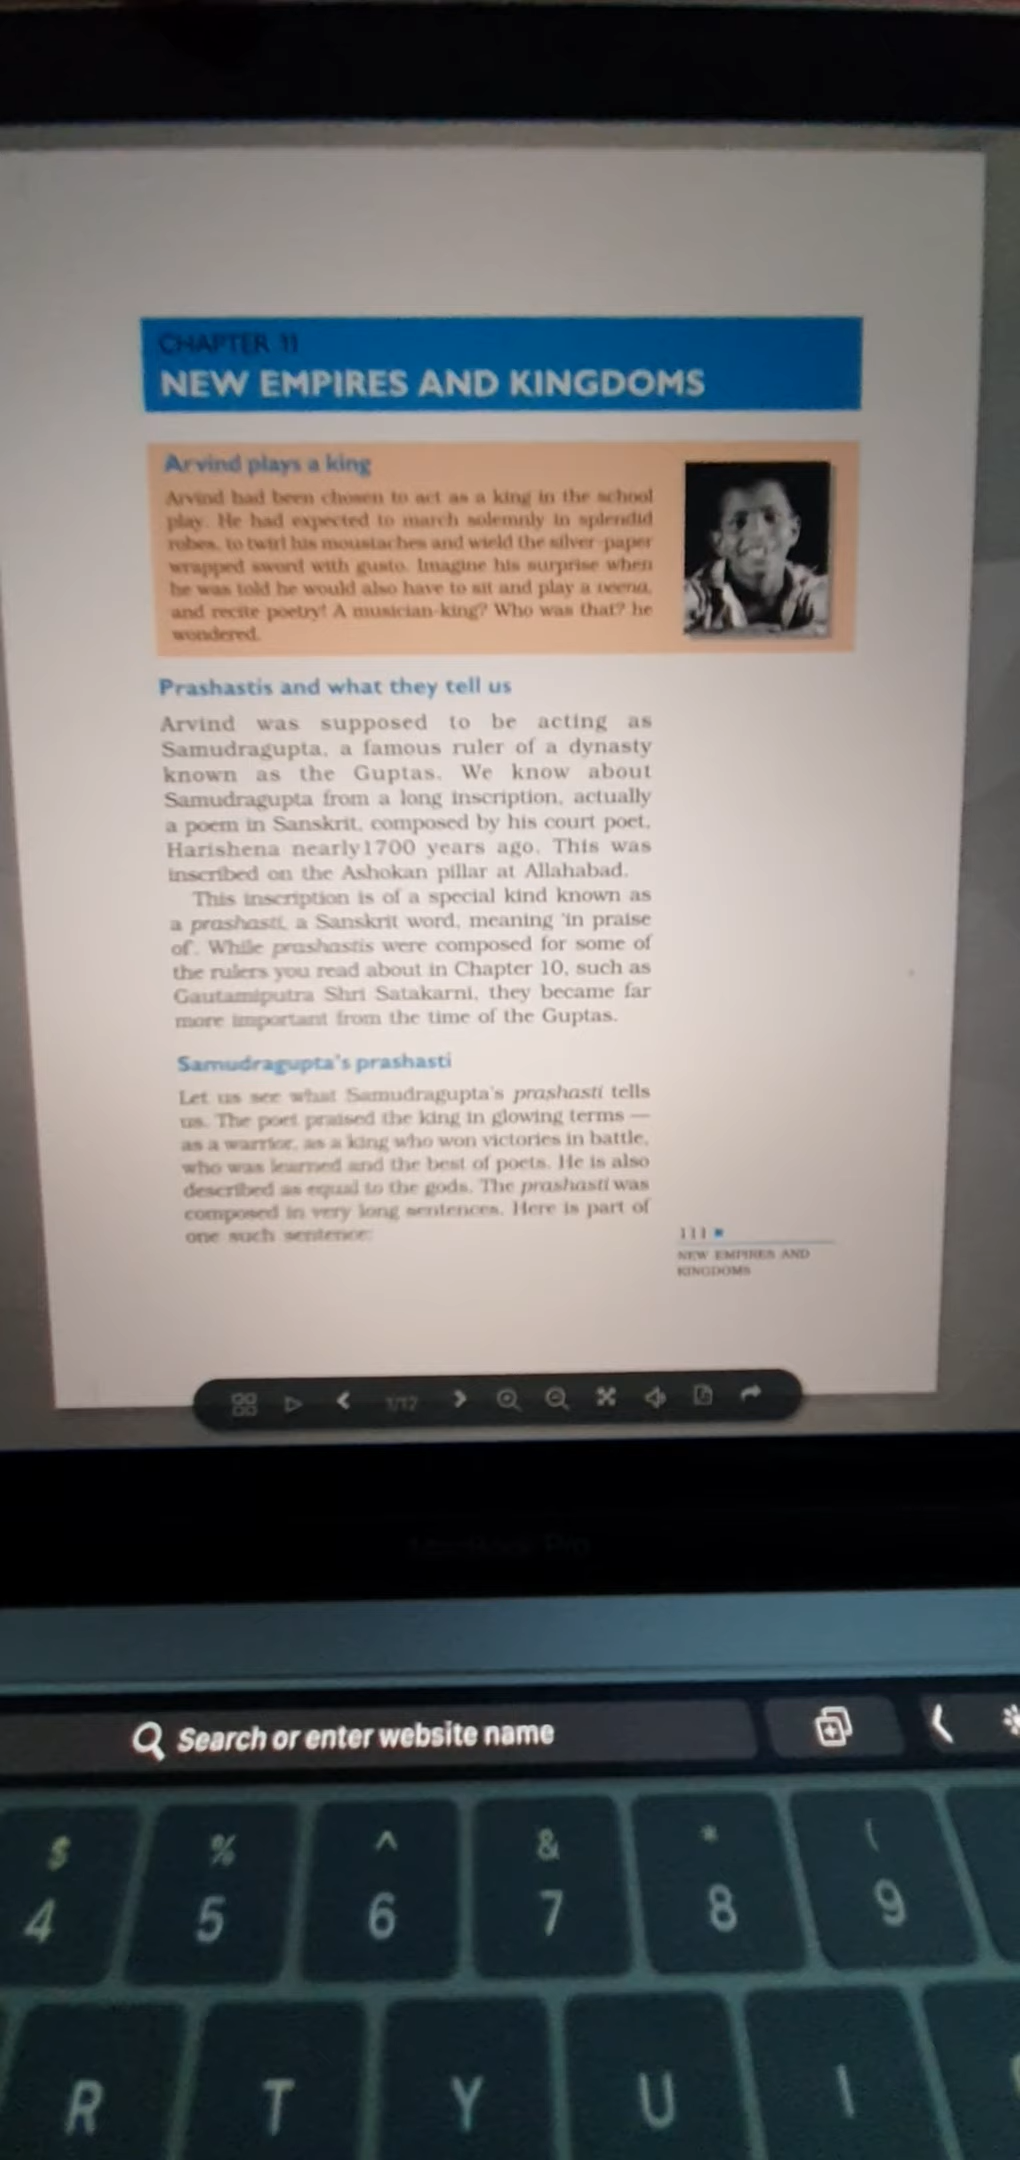 CHAPTER 11
NEW EMPIRES AND KINGDOMS
Arvind plays a king
Arvind had been chosen to act as a king in the school
play. He had expected to march solemnly in splendid
robes, to twirl his moustaches and wield the silver-paper
wrapped sword with gusto. Imagine his surprise when
he was told he would also have to sit and play a veena,
and recite poetry! A musician-king? Who was that? he
wondered.
Prashastis and what they tell us
Arvind was supposed to be acting as
Samudragupta, a famous ruler of a dynasty
known as the Guptas. We know about
Samudragupta from a long inscription, actually
a poem in Sanskrit, composed by his court poet,
Harishena nearly1700 years ago. This was
inscribed on the Ashokan pillar at Allahabad.
This inscription is of a special kind known as
a prashasti, a Sanskrit word, meaning 'in praise
of'. While prashastis were composed for some of
the rulers you read about in Chapter 10, such as
Gautamiputra Shri Satakarni, they became far
more important from the time of the Guptas.
Samudragupta's prashasti
Let us see what Samudragupta's prashasti tells
us. The poet praised the king in glowing terms —
as a warrior, as a king who won victories in battle,
who was learned and the best of poets. He is also
described as equal to the gods. The prashasti was
composed in very long sentences. Here is part of
one such sentence:
111
NEW EMPIRES AND
KINGDOMS
1/12
MacBook Pro
Search or enter website name
$ % ^ & * (
4 5 6 7 8 9
R T Y U I